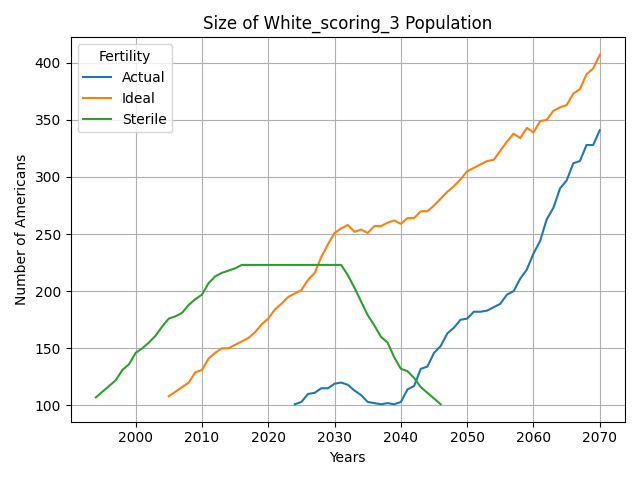 Size of White_scoring_3 Population
Fertility
Actual
Ideal
Sterile
Number of Americans
400
350
300
250
200
150
100
2000 2010 2020 2030 2040 2050 2060 2070
Years